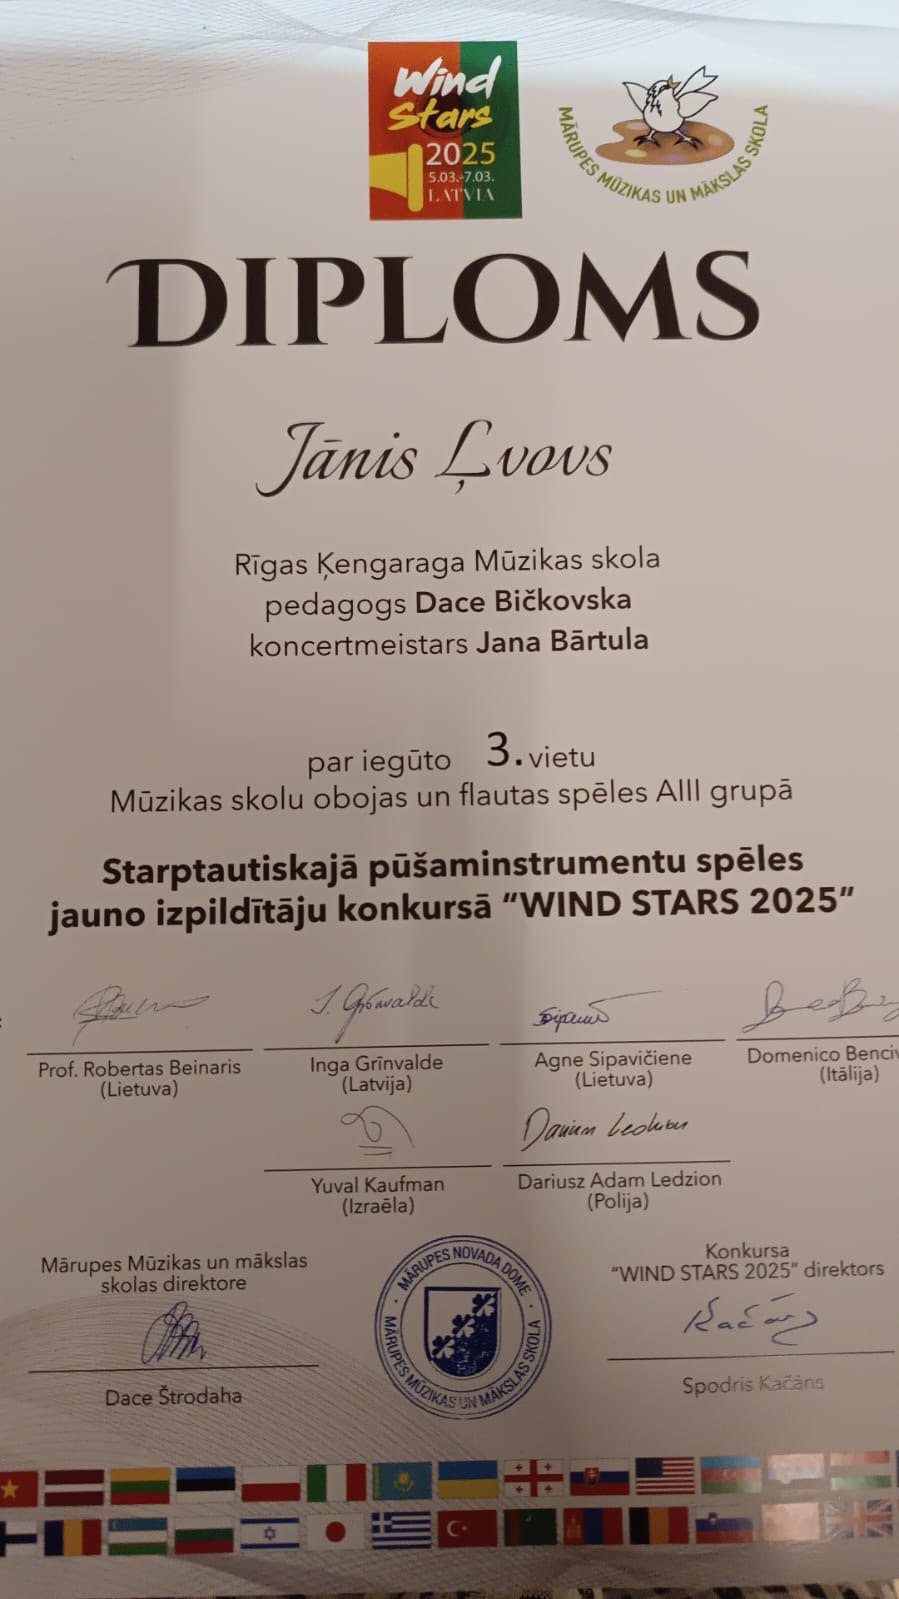 Wind
Stars
2025
5.03.-7.03.
LATVIA
MĀRUPES MŪZIKAS UN MĀKSLAS SKOLA
DIPLOMS
Jānis Ļvovs
Rīgas Ķengaraga Mūzikas skola
pedagogs Dace Bičkovska
koncertmeistars Jana Bārtula
par iegūto 3. vietu
Mūzikas skolu obojas un flautas spēles AIII grupā
Starptautiskajā pūšaminstrumentu spēles
jauno izpildītāju konkursā “WIND STARS 2025”
I. Grīnvalde
Prof. Robertas Beinaris
(Lietuva)
Inga Grīnvalde
(Latvija)
Agne Sipavičiene
(Lietuva)
Domenico Benciv
(Itālija)
Yuval Kaufman
(Izraēla)
Dariusz Adam Ledzion
(Polija)
Mārupes Mūzikas un mākslas
skolas direktore
Dace Štrodaha
MĀRUPES NOVADA DOME
MĀRUPES MŪZIKAS UN MĀKSLAS SKOLA
Konkursa
“WIND STARS 2025” direktors
Kačāns
Spodris Kačāns